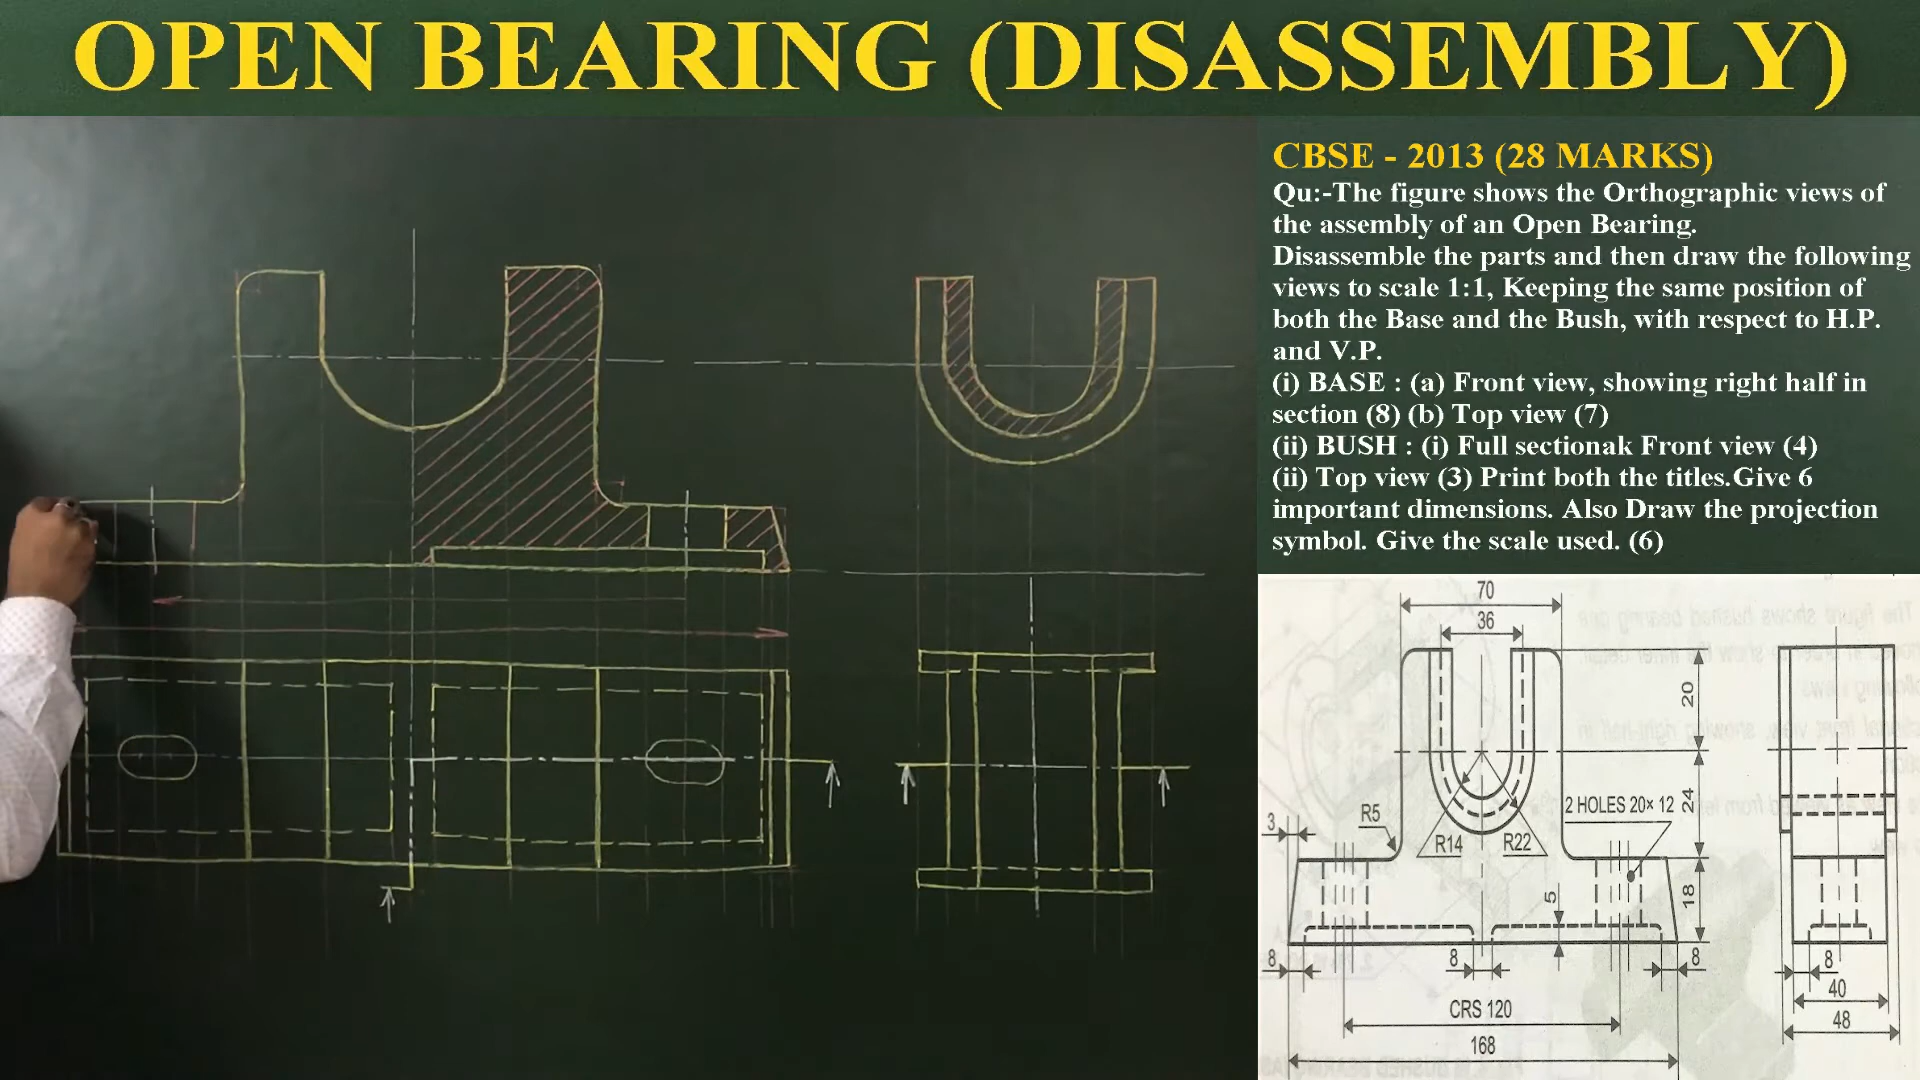 OPEN BEARING (DISASSEMBLY)
CBSE - 2013 (28 MARKS)
Qu:-The figure shows the Orthographic views of
the assembly of an Open Bearing.
Disassemble the parts and then draw the following
views to scale 1:1, Keeping the same position of
both the Base and the Bush, with respect to H.P.
and V.P.
(i) BASE : (a) Front view, showing right half in
section (8) (b) Top view (7)
(ii) BUSH : (i) Full sectionak Front view (4)
(ii) Top view (3) Print both the titles.Give 6
important dimensions. Also Draw the projection
symbol. Give the scale used. (6)
70
36
20
2 HOLES 20× 12
24
3
R5
R14
R22
18
5
8
8
8
8
40
CRS 120
48
168